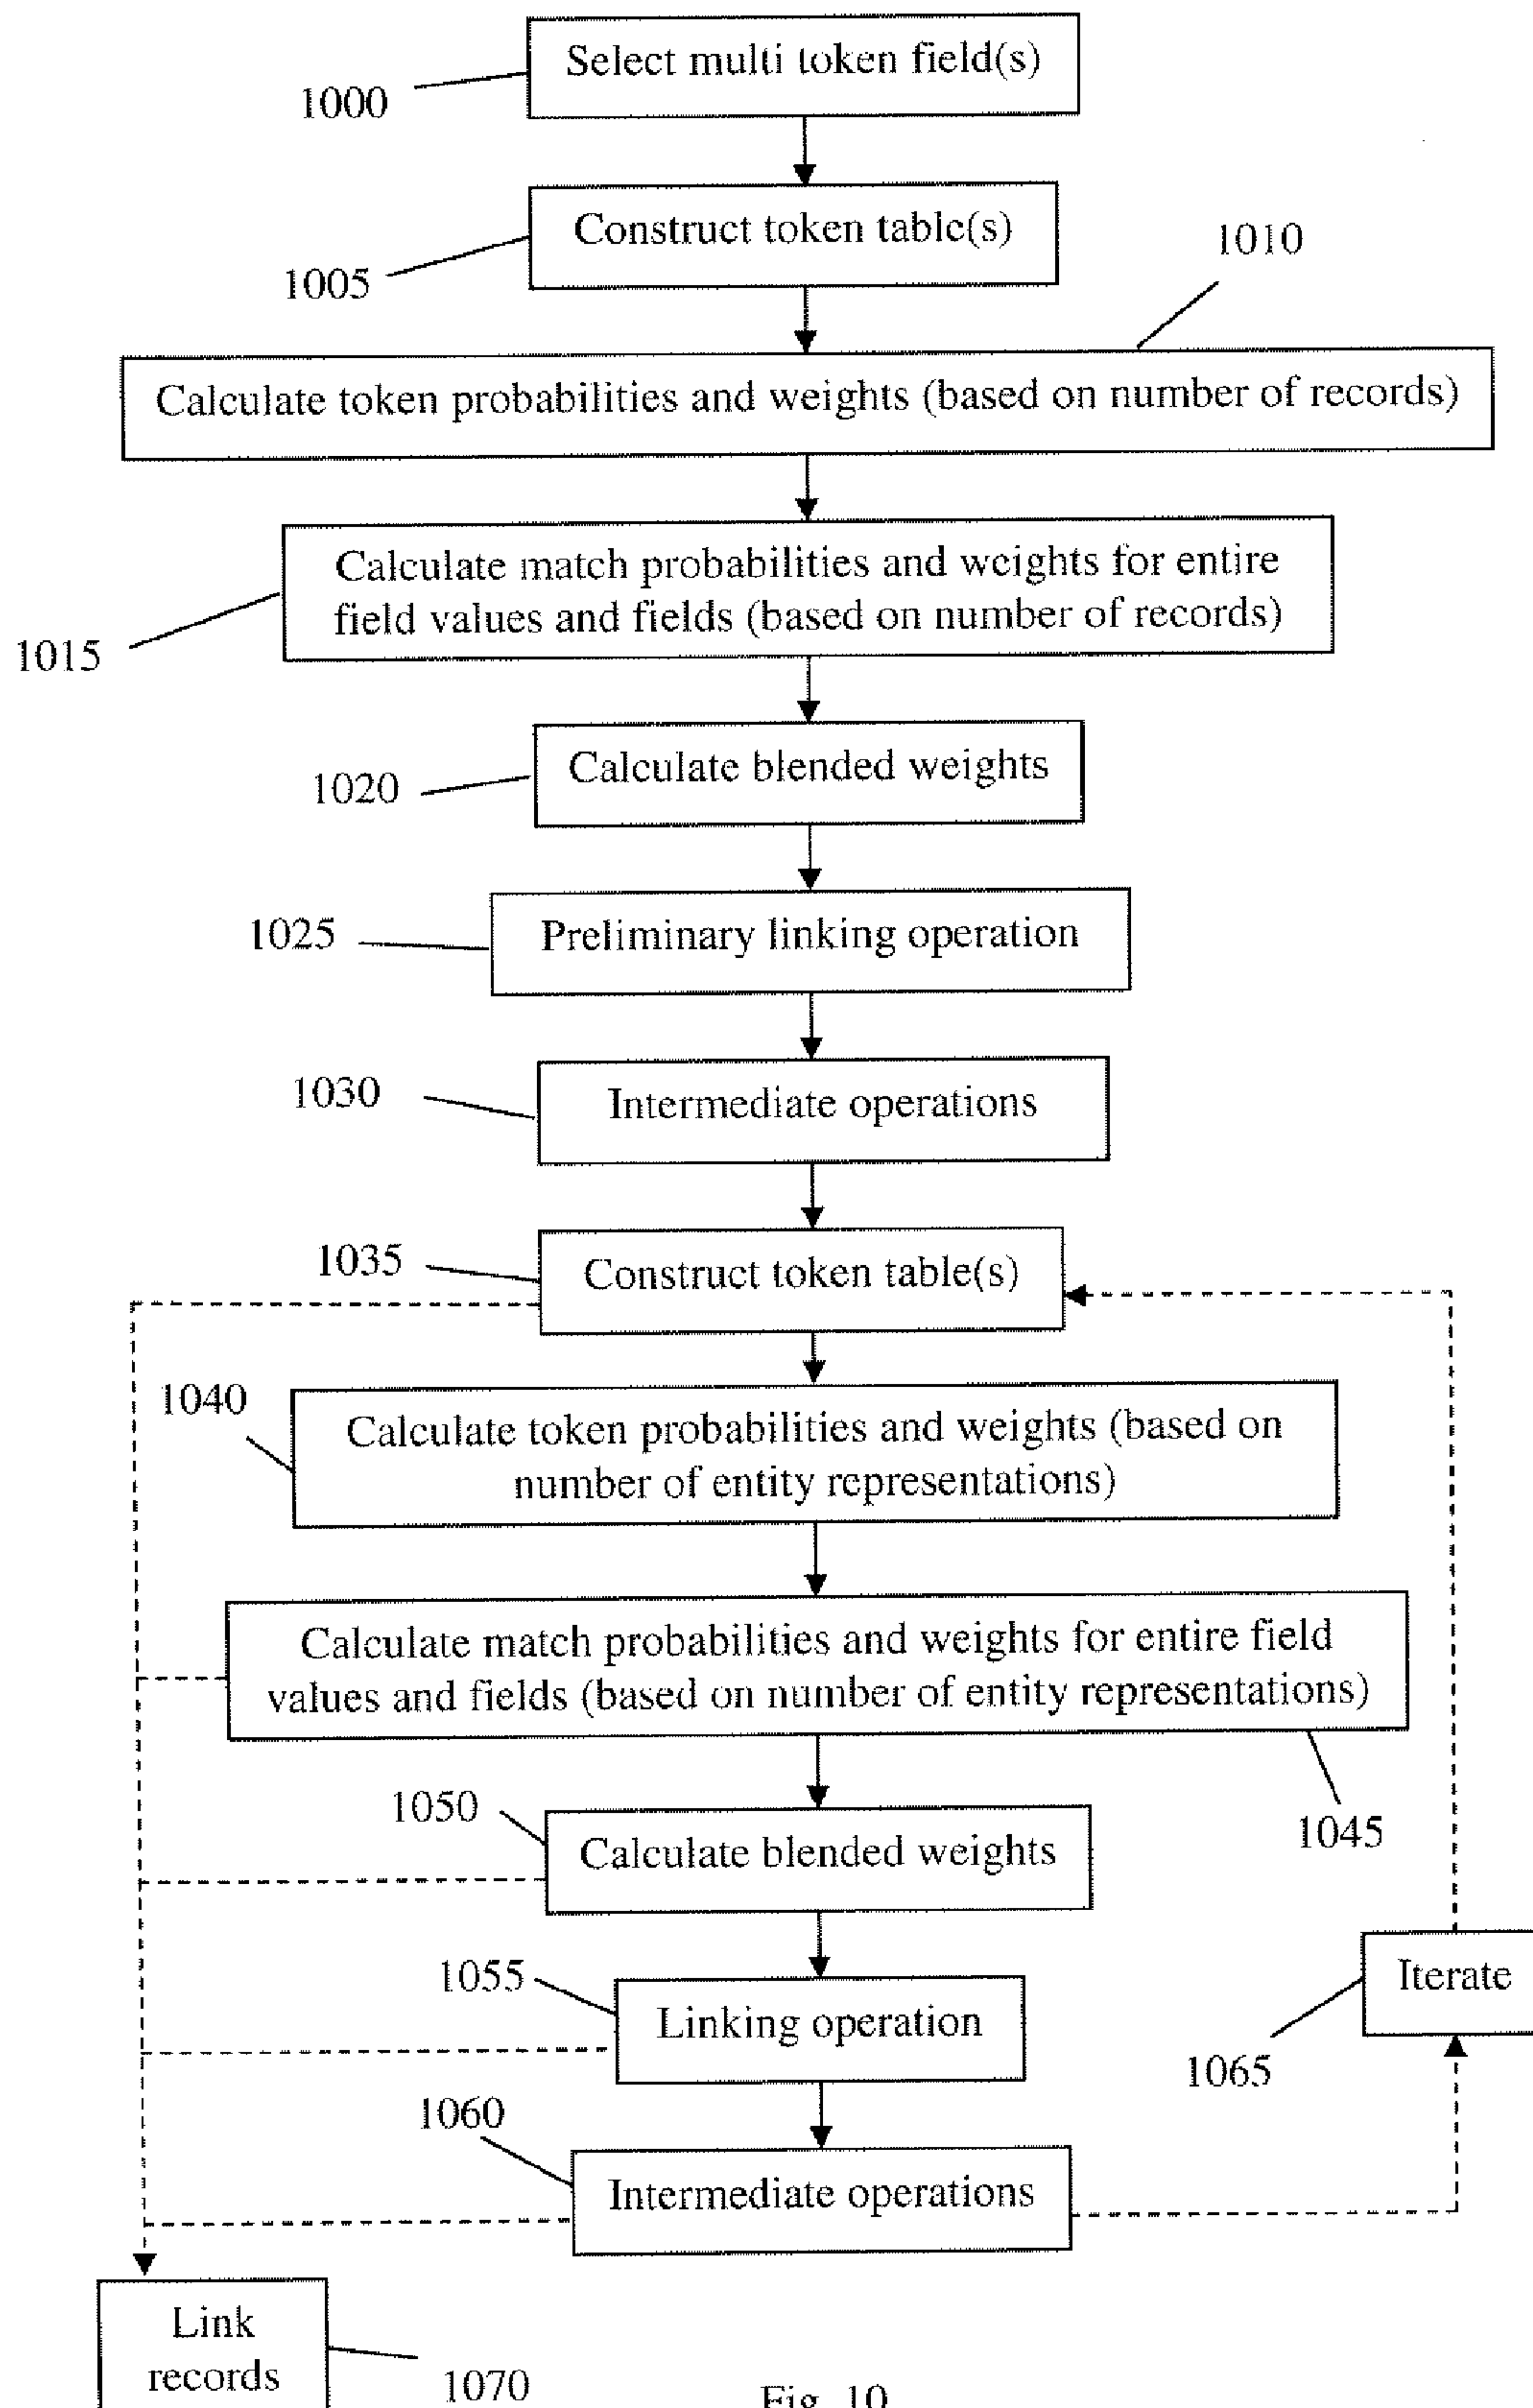 Select multi token field(s)
1000
Construct token table(s)
1005
1010
Calculate token probabilities and weights (based on number of records)
Calculate match probabilities and weights for entire
field values and fields (based on number of records)
1015
Calculate blended weights
1020
Preliminary linking operation
1025
Intermediate operations
1030
Construct token table(s)
1035
1040
Calculate token probabilities and weights (based on
number of entity representations)
Calculate match probabilities and weights for entire field
values and fields (based on number of entity representations)
1045
1050
Calculate blended weights
1055
Linking operation
Iterate
1065
1060
Intermediate operations
Link
records
1070
Fig. 10